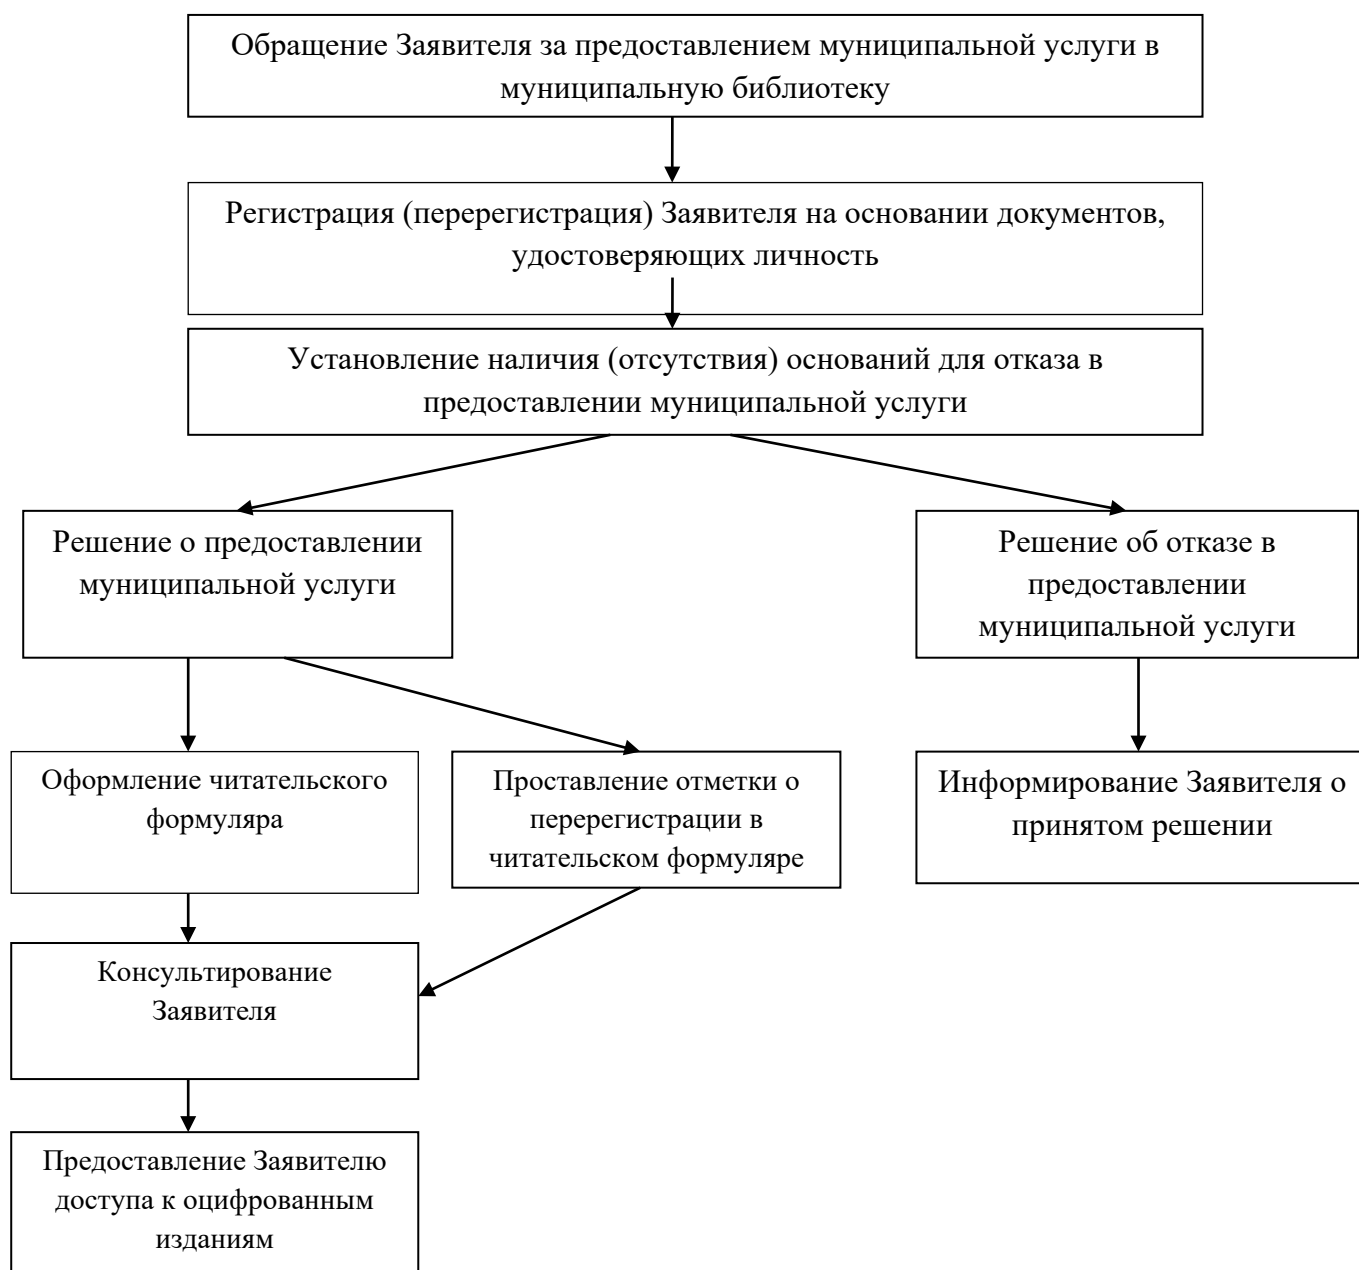 Обращение Заявителя за предоставлением муниципальной услуги в
муниципальную библиотеку
Регистрация (перерегистрация) Заявителя на основании документов,
удостоверяющих личность
Установление наличия (отсутствия) оснований для отказа в
предоставлении муниципальной услуги
Решение о предоставлении
муниципальной услуги
Решение об отказе в
предоставлении
муниципальной услуги
Оформление читательского
формуляра
Проставление отметки о
перерегистрации в
читательском формуляре
Информирование Заявителя о
принятом решении
Консультирование
Заявителя
Предоставление Заявителю
доступа к оцифрованным
изданиям